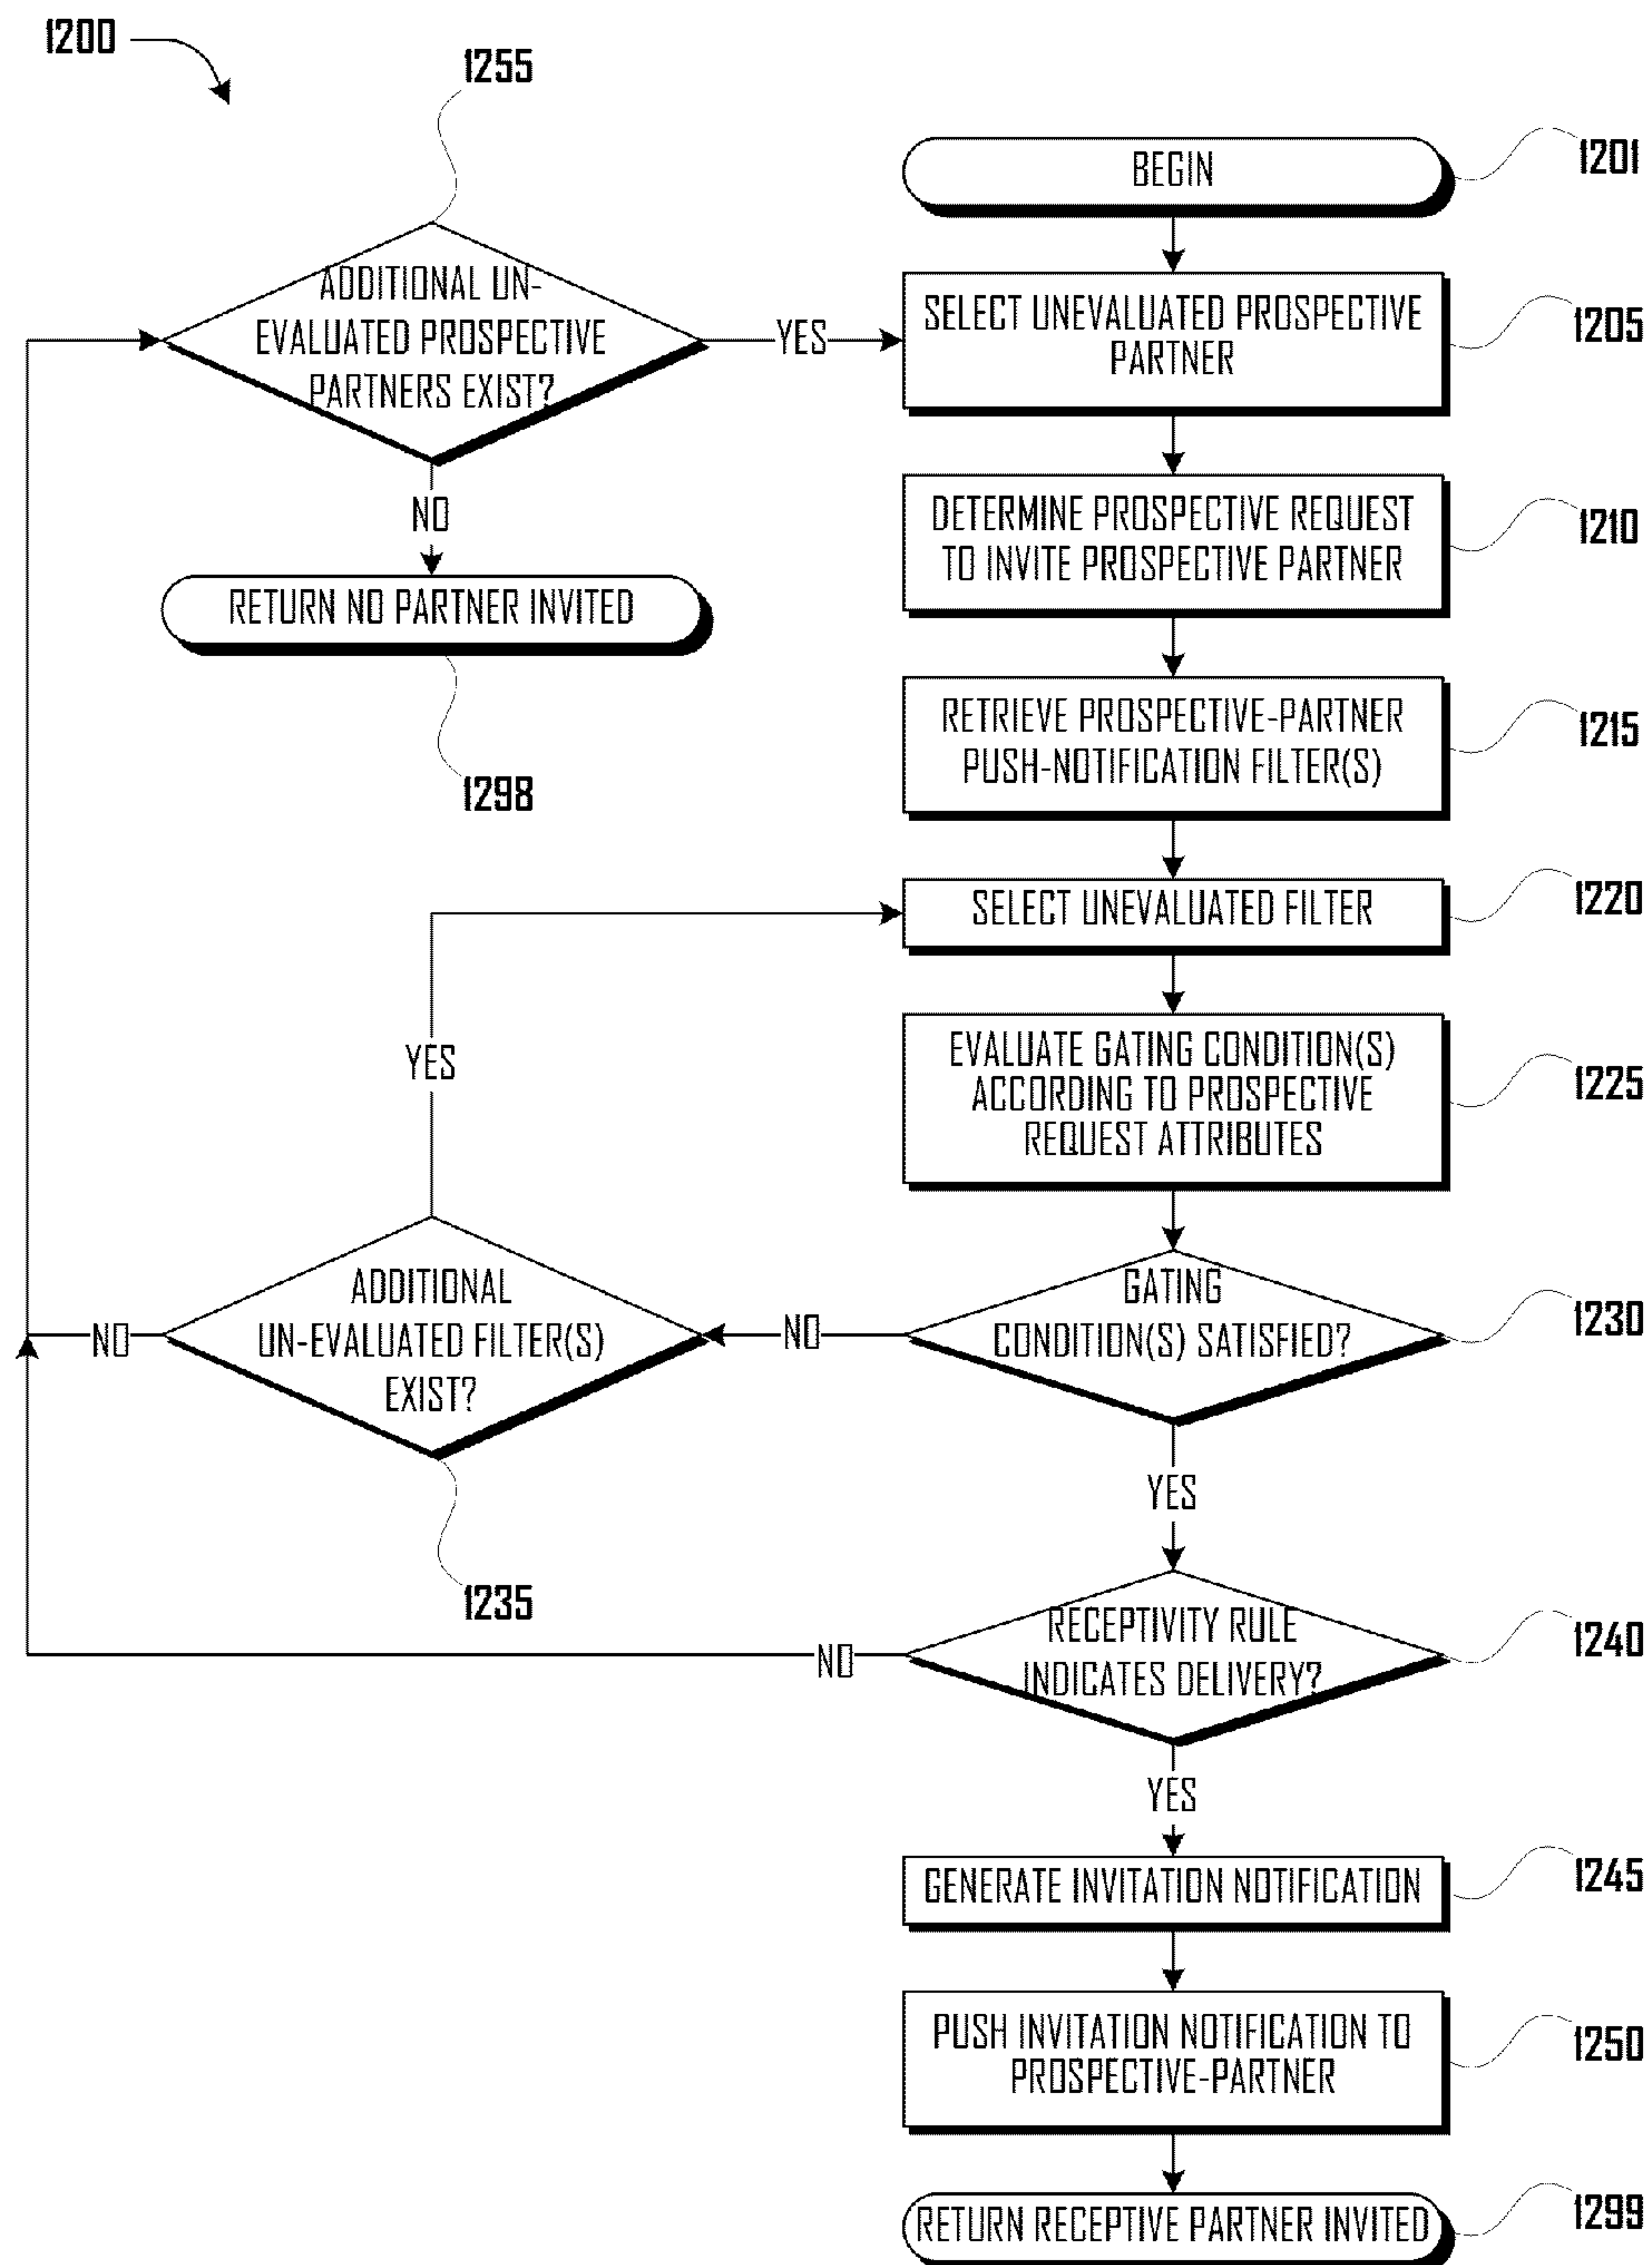 1200
1255
BEGIN
1201
ADDITIONAL UN-
EVALUATED PROSPECTIVE
PARTNERS EXIST?
YES
SELECT UNEVALUATED PROSPECTIVE
PARTNER
1205
NO
RETURN NO PARTNER INVITED
1298
DETERMINE PROSPECTIVE REQUEST
TO INVITE PROSPECTIVE PARTNER
1210
RETRIEVE PROSPECTIVE-PARTNER
PUSH-NOTIFICATION FILTER(S)
1215
SELECT UNEVALUATED FILTER
1220
YES
EVALUATE GATING CONDITION(S)
ACCORDING TO PROSPECTIVE
REQUEST ATTRIBUTES
1225
NO
ADDITIONAL
UN-EVALUATED FILTER(S)
EXIST?
1235
NO
GATING
CONDITION(S) SATISFIED?
1230
YES
NO
RECEPTIVITY RULE
INDICATES DELIVERY?
1240
YES
GENERATE INVITATION NOTIFICATION
1245
PUSH INVITATION NOTIFICATION TO
PROSPECTIVE-PARTNER
1250
RETURN RECEPTIVE PARTNER INVITED
1299